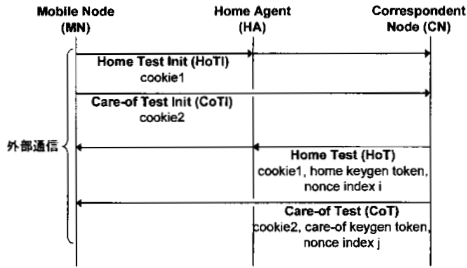 Mobile Node
(MN)
Home Agent
(HA)
Correspondent
Node (CN)
Home Test Init (HoTI)
cookie1
Care-of Test Init (CoTI)
cookie2
外部通信
Home Test (HoT)
cookie1, home keygen token,
nonce index i
Care-of Test (CoT)
cookie2, care-of keygen token,
nonce index j